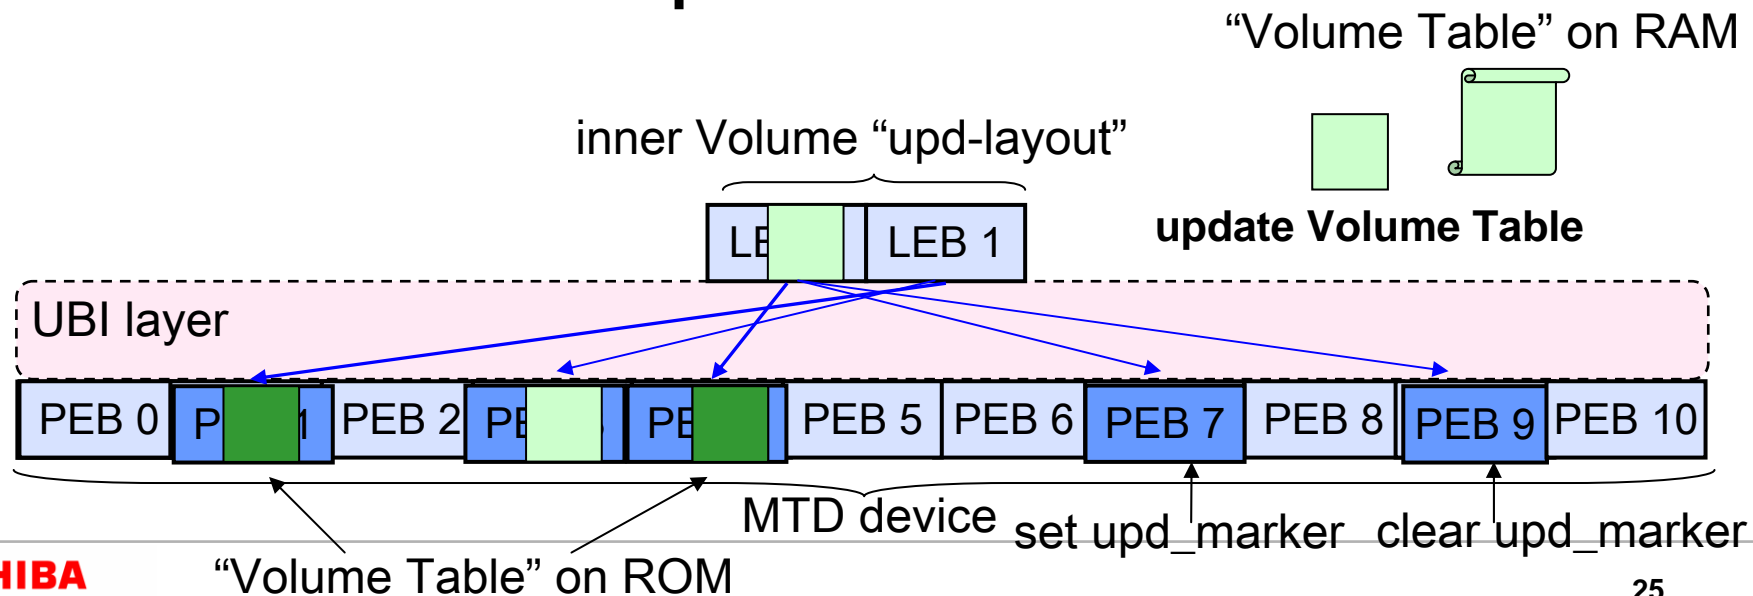 “Volume Table” on RAM
inner Volume “upd-layout”
update Volume Table
LEB 1
UBI layer
PEB 0
PEB 2
PEB 5
PEB 6
PEB 7
PEB 8
PEB 9
PEB 10
MTD device
set upd_marker
clear upd_marker
“Volume Table” on ROM
HIBA
25